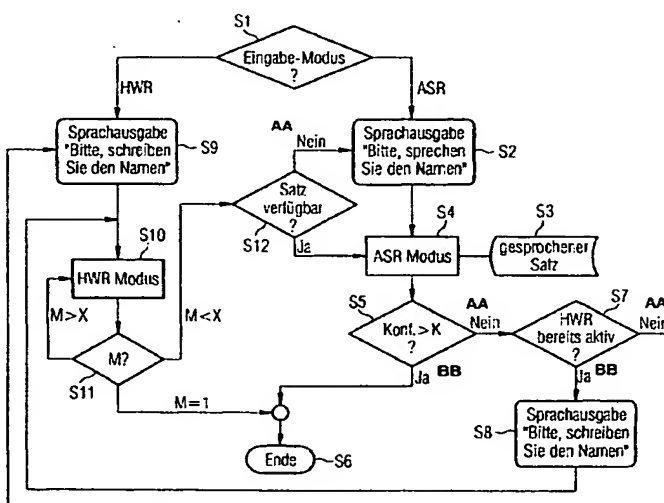 S1
Eingabe-Modus
?
HWR
ASR
Sprachausgabe
"Bitte, schreiben
Sie den Namen"
S9
AA
Nein
Sprachausgabe
"Bitte, sprechen
Sie den Namen"
S2
Satz
verfügbar
?
S12
Ja
S10
HWR Modus
S4
ASR Modus
S3
gesprochener
Satz
M>X
M<X
M?
S11
S5
Konf.>K
?
AA
Nein
S7
HWR
bereits aktiv
?
AA
Nein
Ja BB
Ja BB
M=1
Ende
S6
S8
Sprachausgabe
"Bitte, schreiben
Sie den Namen"